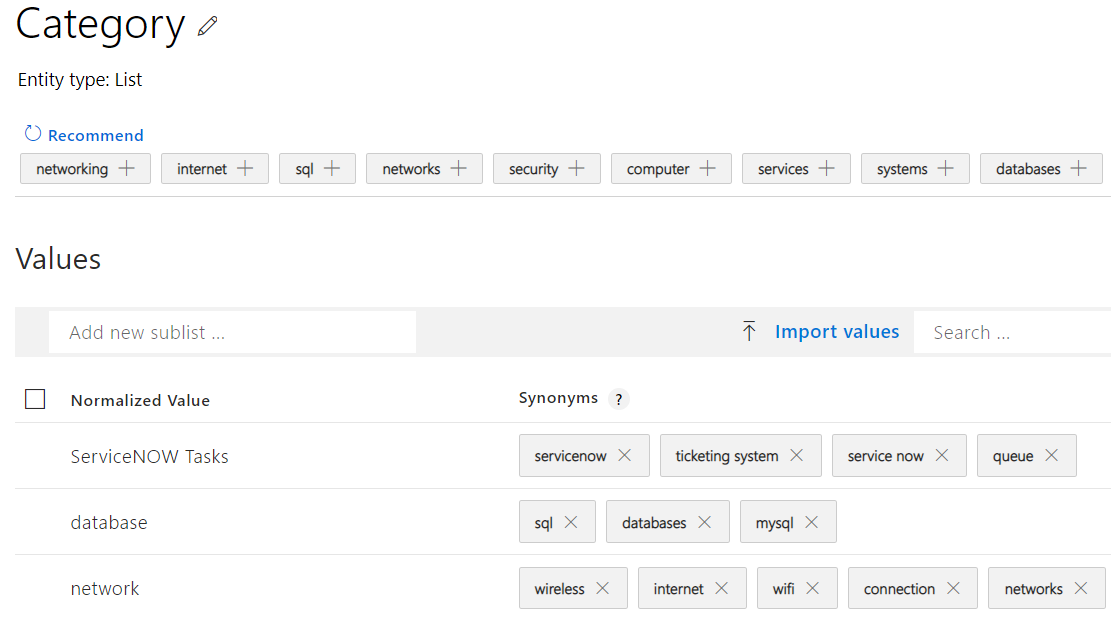 Category
Entity type: List
Recommend
networking internet sql networks security computer services systems databases
Values
Add new sublist ... Import values Search ...
Normalized Value Synonyms ?
ServiceNOW Tasks servicenow ticketing system service now queue
database sql databases mysql
network wireless internet wifi connection networks